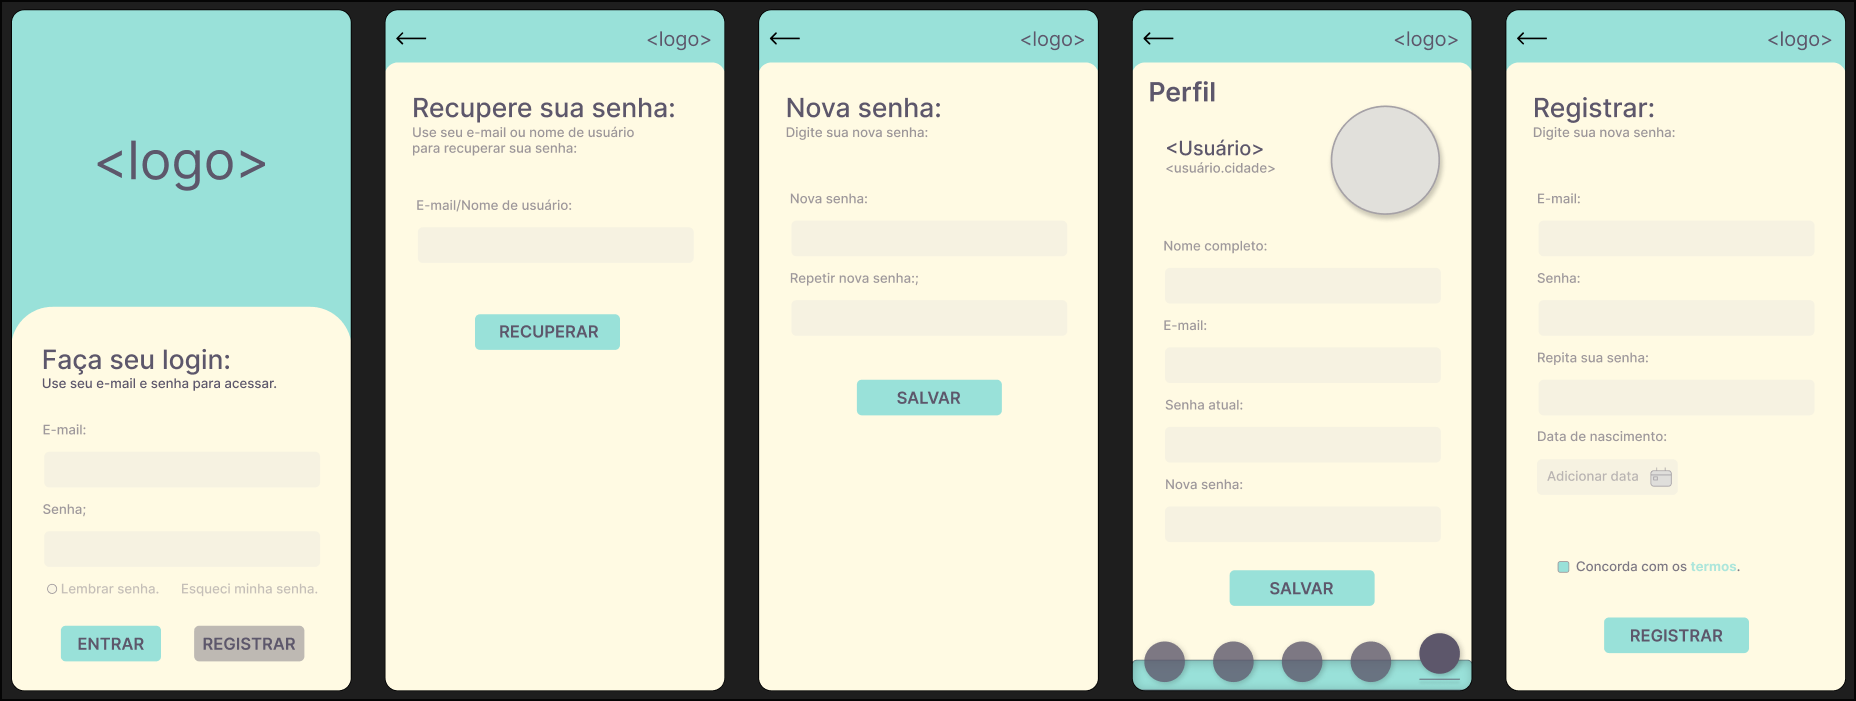 <logo>
Faça seu login:
Use seu e-mail e senha para acessar.
E-mail:
Senha;
Lembrar senha.
Esqueci minha senha.
ENTRAR
REGISTRAR
<logo>
Recupere sua senha:
Use seu e-mail ou nome de usuário
para recuperar sua senha:
E-mail/Nome de usuário:
RECUPERAR
<logo>
Nova senha:
Digite sua nova senha:
Nova senha:
Repetir nova senha:;
SALVAR
<logo>
Perfil
<Usuário>
<usuário.cidade>
Nome completo:
E-mail:
Senha atual:
Nova senha:
SALVAR
<logo>
Registrar:
Digite sua nova senha:
E-mail:
Senha:
Repita sua senha:
Data de nascimento:
Adicionar data
Concorda com os termos.
REGISTRAR